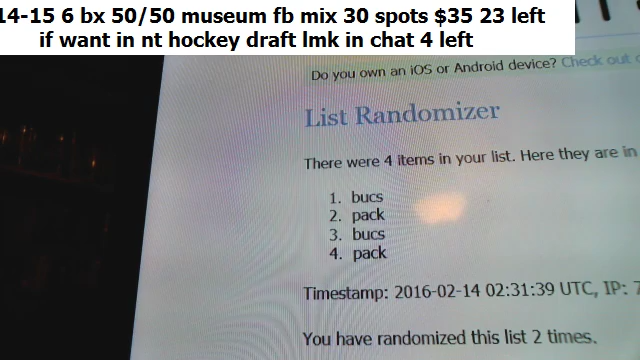 14-15 6 bx 50/50 museum fb mix 30 spots $35 23 left
if want in nt hockey draft lmk in chat 4 left
Do you own an iOS or Android device? Check out
List Randomizer
There were 4 items in your list. Here they are in
1. bucs
2. pack
3. bucs
4. pack
Timestamp: 2016-02-14 02:31:39 UTC, IP:
You have randomized this list 2 times.